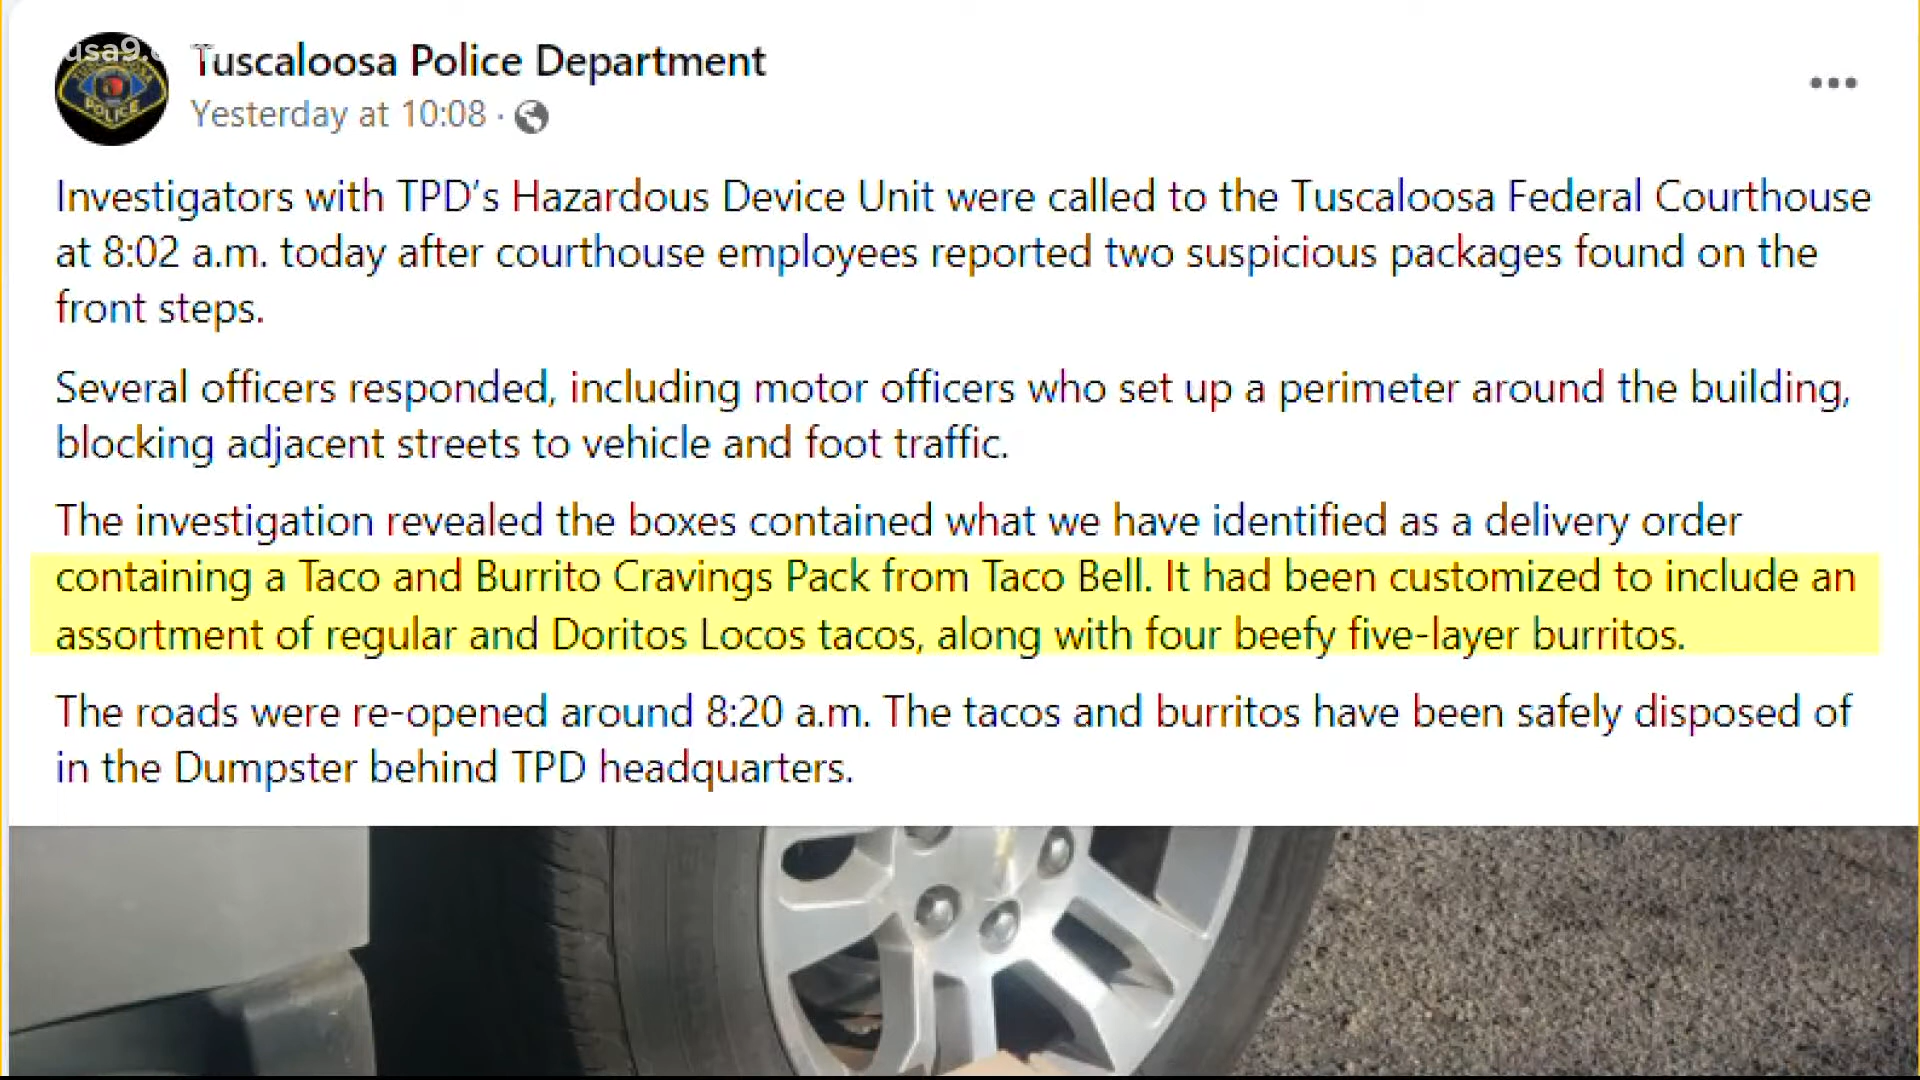 usa9.
Tuscaloosa Police Department
Yesterday at 10:08 ·
POLICE
Investigators with TPD's Hazardous Device Unit were called to the Tuscaloosa Federal Courthouse
at 8:02 a.m. today after courthouse employees reported two suspicious packages found on the
front steps.
Several officers responded, including motor officers who set up a perimeter around the building,
blocking adjacent streets to vehicle and foot traffic.
The investigation revealed the boxes contained what we have identified as a delivery order
containing a Taco and Burrito Cravings Pack from Taco Bell. It had been customized to include an
assortment of regular and Doritos Locos tacos, along with four beefy five-layer burritos.
The roads were re-opened around 8:20 a.m. The tacos and burritos have been safely disposed of
in the Dumpster behind TPD headquarters.